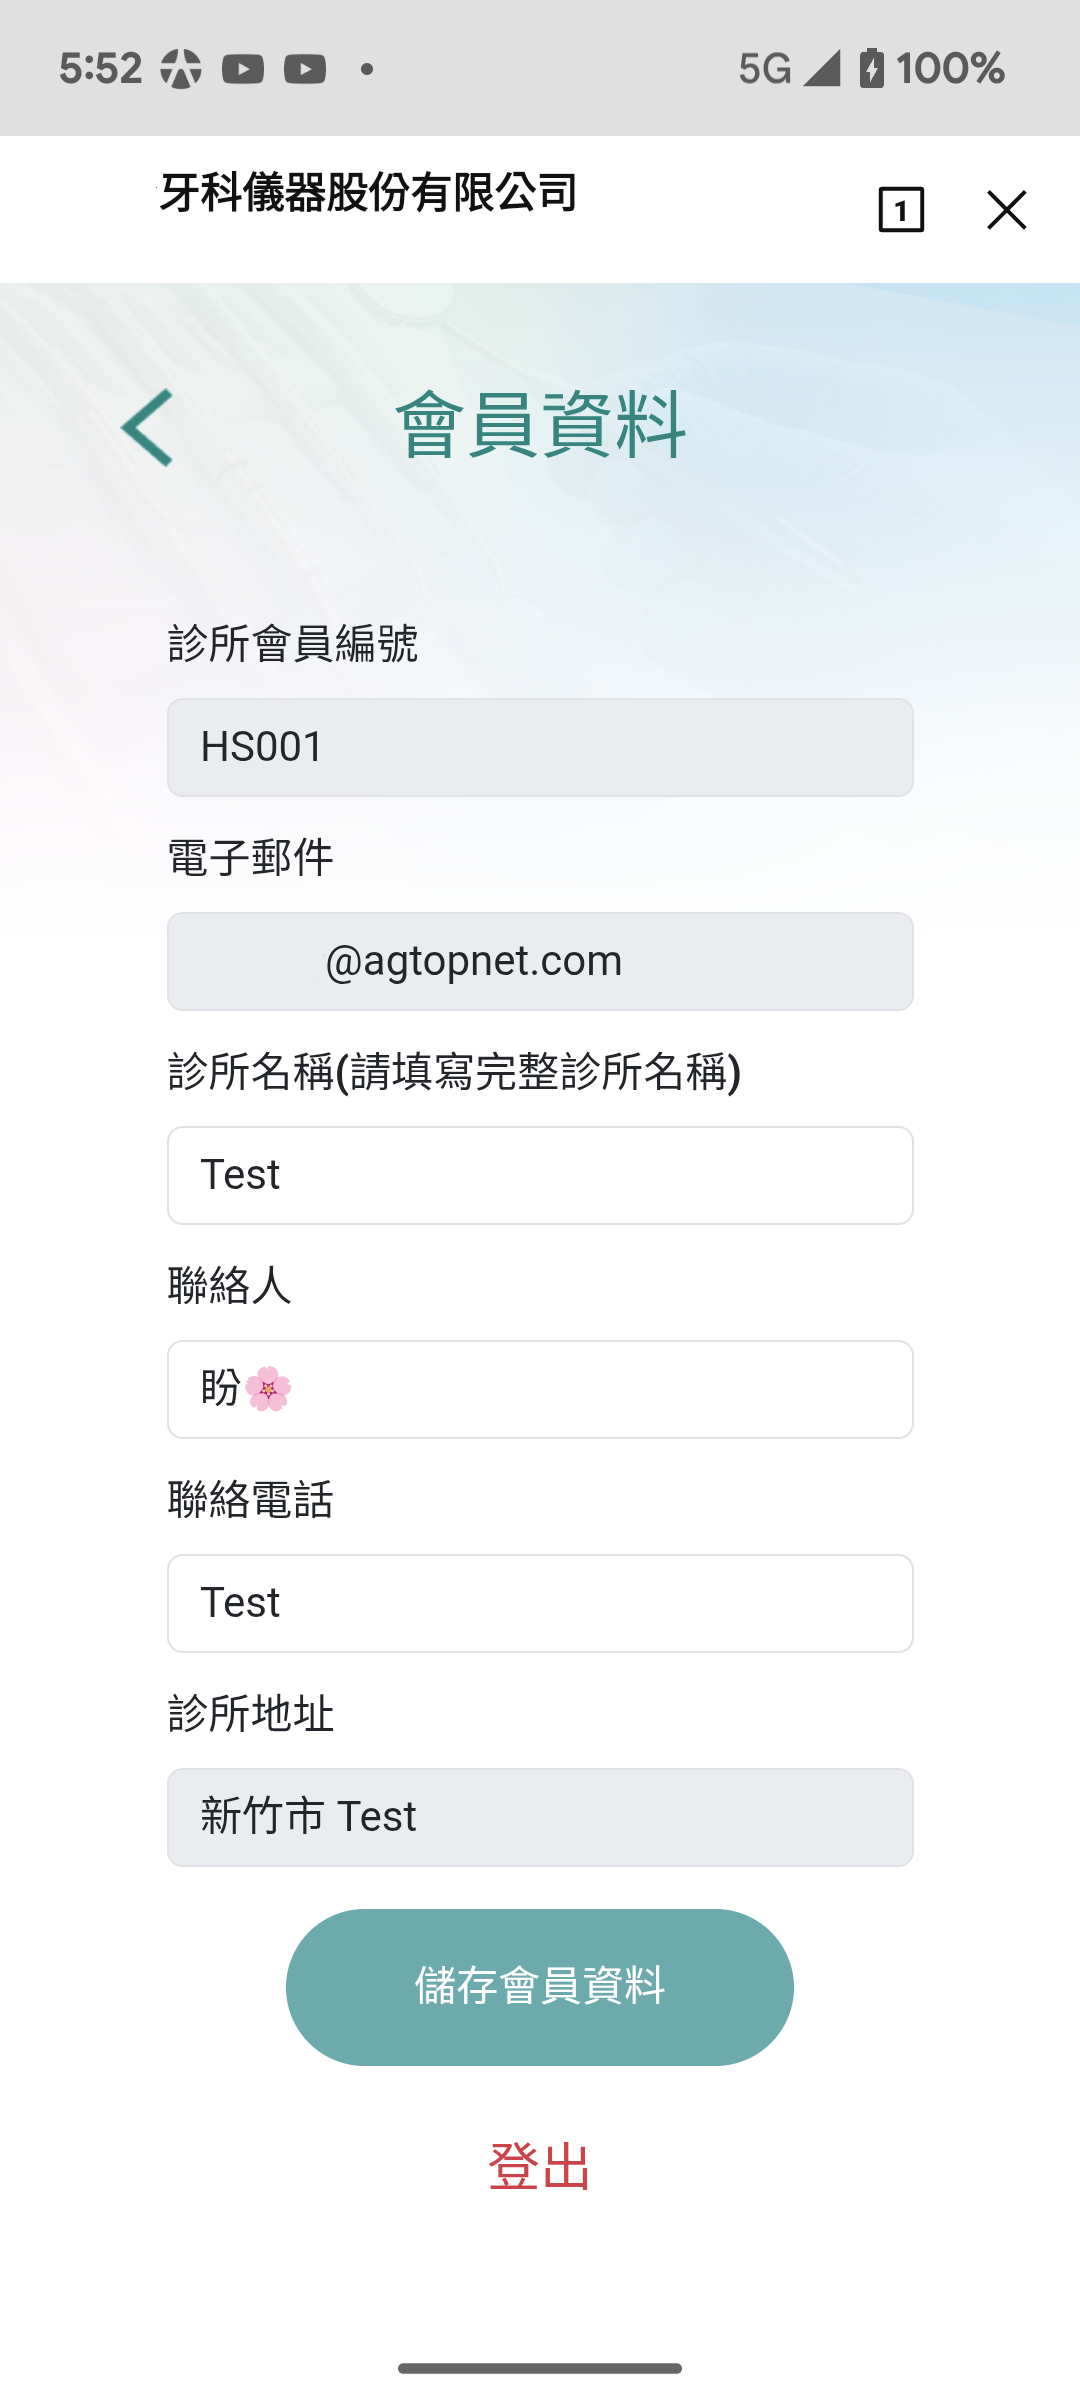 5:52 5G 100%
牙科儀器股份有限公司
1
會員資料
診所會員編號
HS001
電子郵件
@agtopnet.com
診所名稱(請填寫完整診所名稱)
Test
聯絡人
盼🌸
聯絡電話
Test
診所地址
新竹市 Test
儲存會員資料
登出